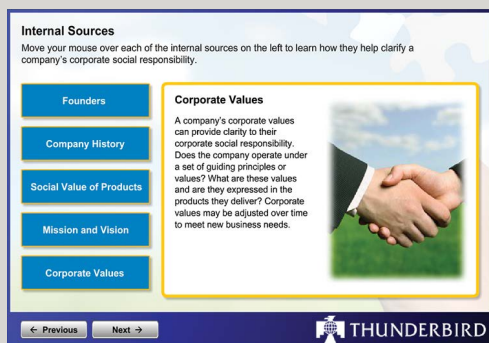 Internal Sources
Move your mouse over each of the internal sources on the left to learn how they help clarify a
company's corporate social responsibility.
Founders
Company History
Social Value of Products
Mission and Vision
Corporate Values
Corporate Values
A company's corporate values
can provide clarity to their
corporate social responsibility.
Does the company operate under
a set of guiding principles or
values? What are these values
and are they expressed in the
products they deliver? Corporate
values may be adjusted over time
to meet new business needs.
← Previous
Next →
THUNDERBIRD